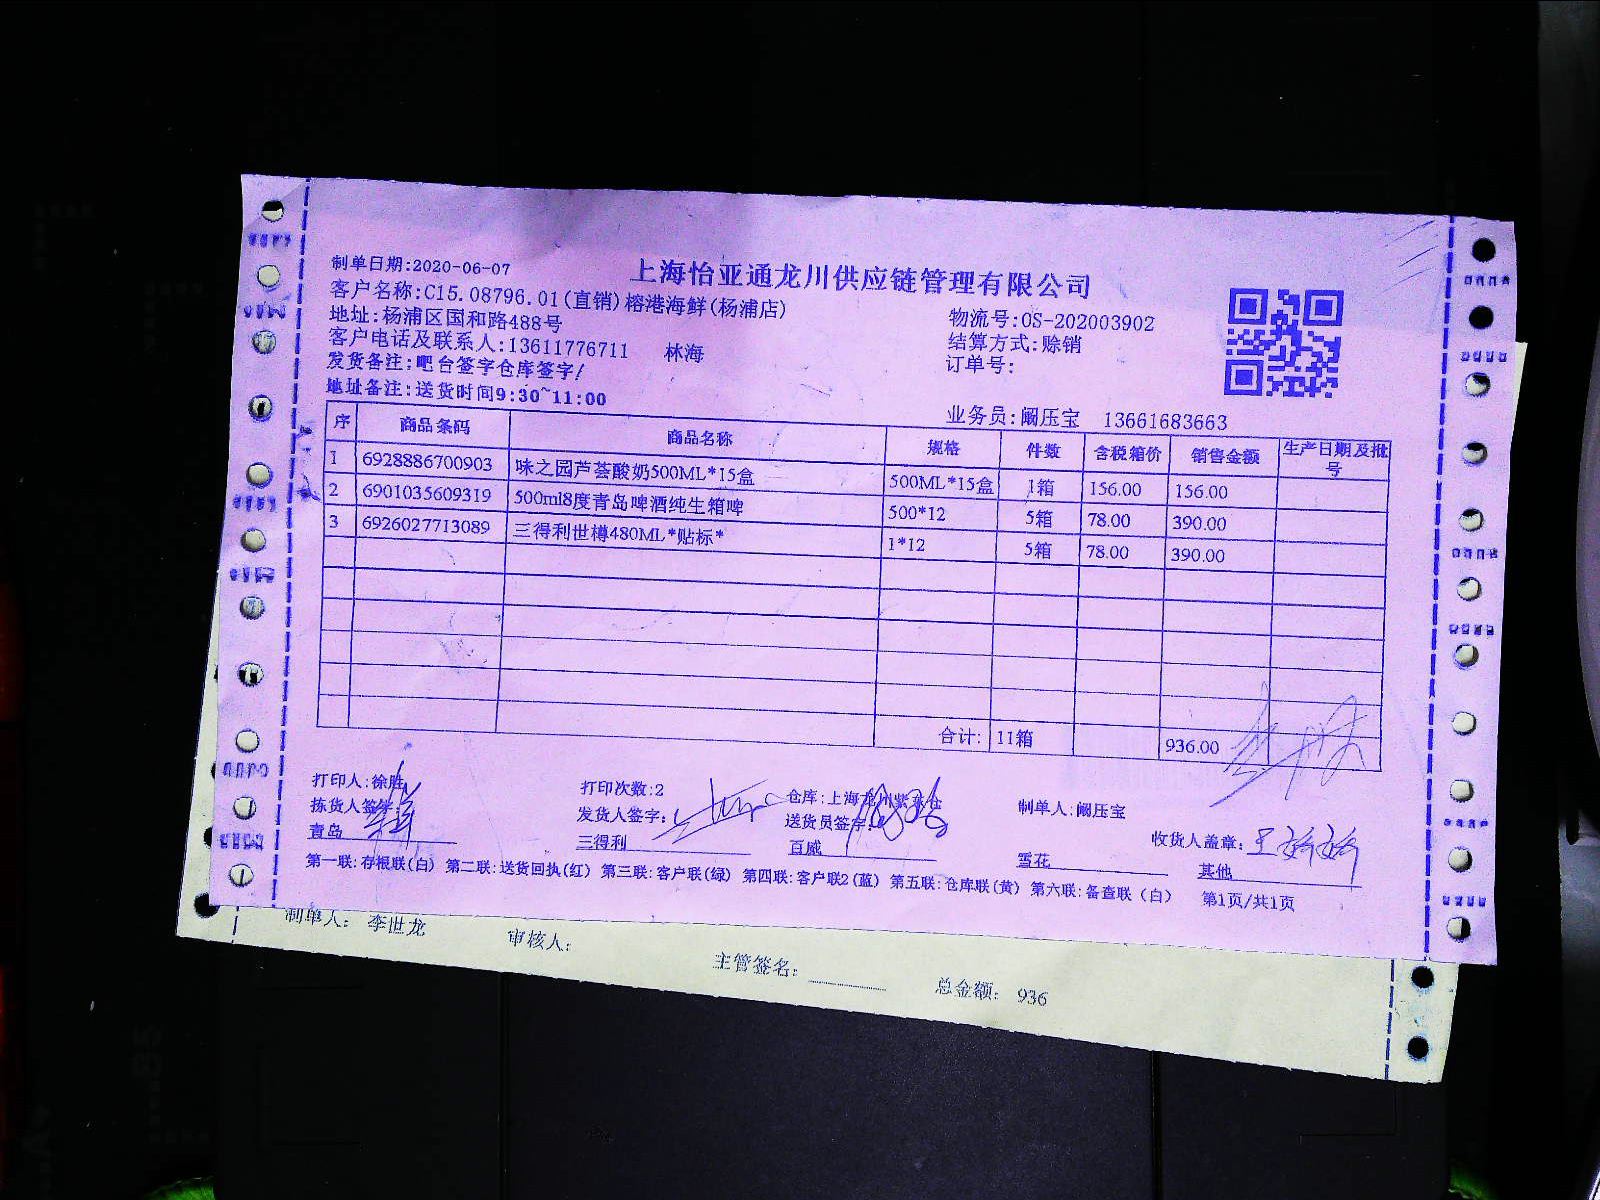 上海怡亚通龙川供应链管理有限公司
制单日期:2020-06-07
客户名称:C15.08796.01(直销)榕港海鲜(杨浦店)
地址:杨浦区国和路488号
物流号:OS-202003902
客户电话及联系人:13611776711 林海
结算方式:赊销
发货备注:吧台签字仓库签字!
订单号:
地址备注:送货时间9:30~11:00
业务员:阚压宝 13661683663
序 商品条码 商品名称 规格 件数 含税箱价 销售金额 生产日期及批号
1 6928886700903 味之园芦荟酸奶500ML*15盒 500ML*15盒 1箱 156.00 156.00
2 6901035609319 500ml8度青岛啤酒纯生箱啤 500*12 5箱 78.00 390.00
3 6926027713089 三得利世樽480ML*贴标* 1*12 5箱 78.00 390.00
合计: 11箱 936.00
打印人:徐胜 打印次数:2 仓库:上海龙川紫东仓 制单人:阚压宝
拣货人签字: 发货人签字: 送货员签字: 收货人盖章:
青岛 三得利 百威 雪花 其他
第一联:存根联(白) 第二联:送货回执(红) 第三联:客户联(绿) 第四联:客户联2(蓝) 第五联:仓库联(黄) 第六联:备查联(白) 第1页/共1页
制单人: 李世龙 审核人: 主管签名: 总金额: 936